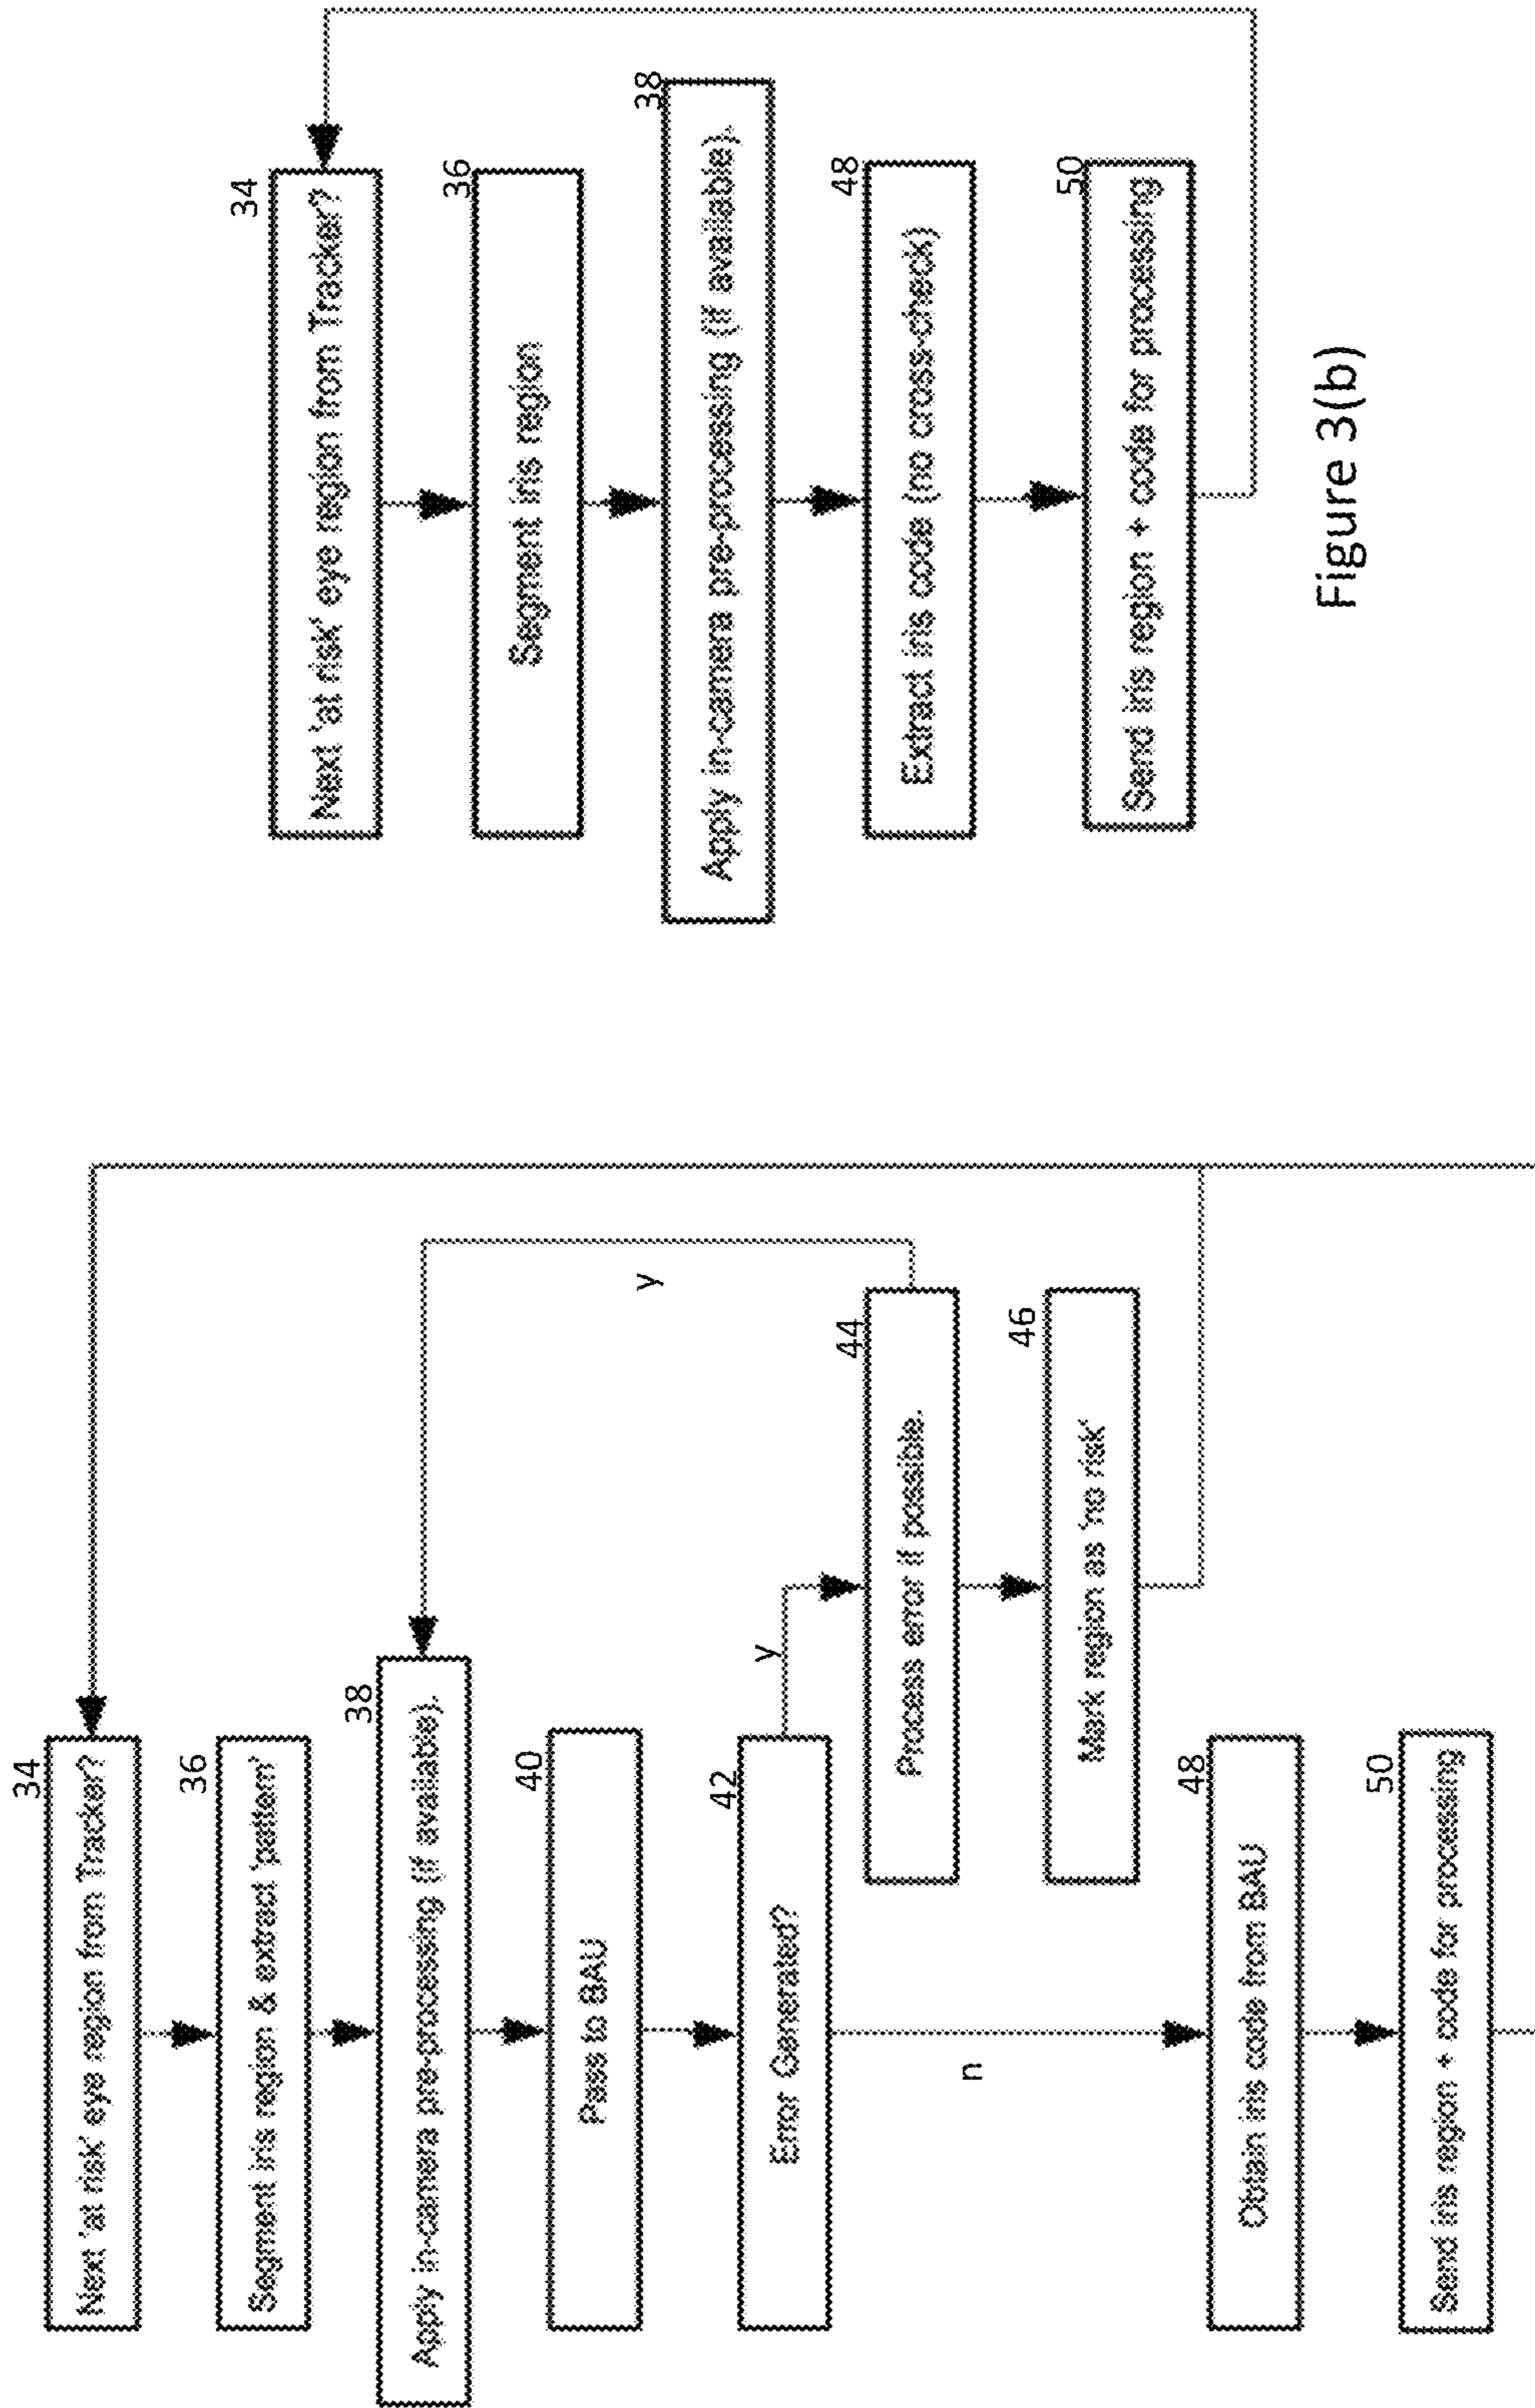 34
Next 'at risk' eye region from Tracker?
36
Segment iris region & extract 'pattern'
38
Apply in-camera pre-processing (if available).
40
Pass to BAU
42
Error Generated?
y
44
Process error if possible.
y
46
Mark region as 'no risk'
n
48
Obtain iris code from BAU
50
Send iris region + code for processing
34
Next 'at risk' eye region from Tracker?
36
Segment iris region
38
Apply in-camera pre-processing (if available).
48
Extract iris code (no cross-check)
50
Send iris region + code for processing
Figure 3(b)